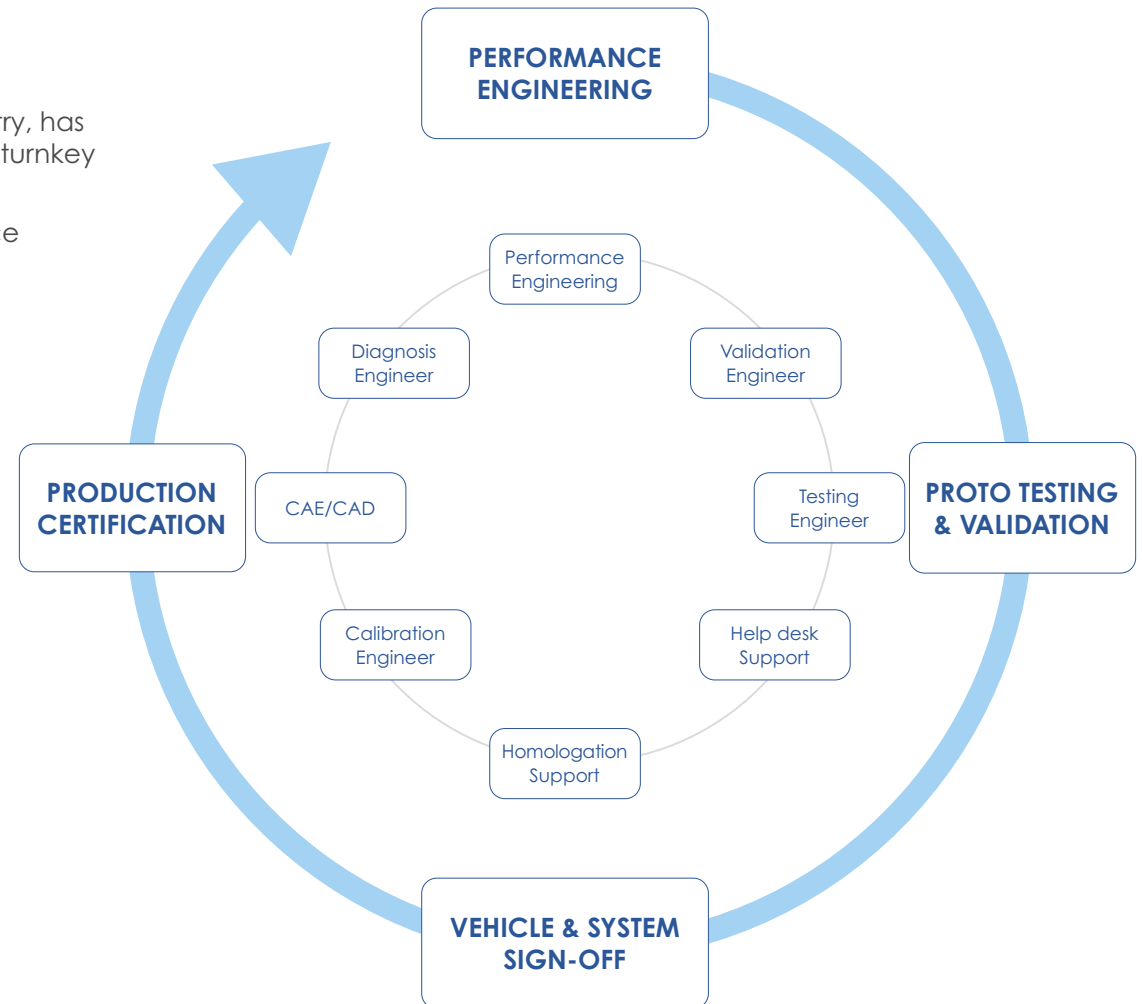 ry, has
turnkey
ce
PERFORMANCE
ENGINEERING
Performance
Engineering
Diagnosis
Engineer
Validation
Engineer
PRODUCTION
CERTIFICATION
CAE/CAD
Testing
Engineer
PROTO TESTING
& VALIDATION
Calibration
Engineer
Help desk
Support
Homologation
Support
VEHICLE & SYSTEM
SIGN-OFF